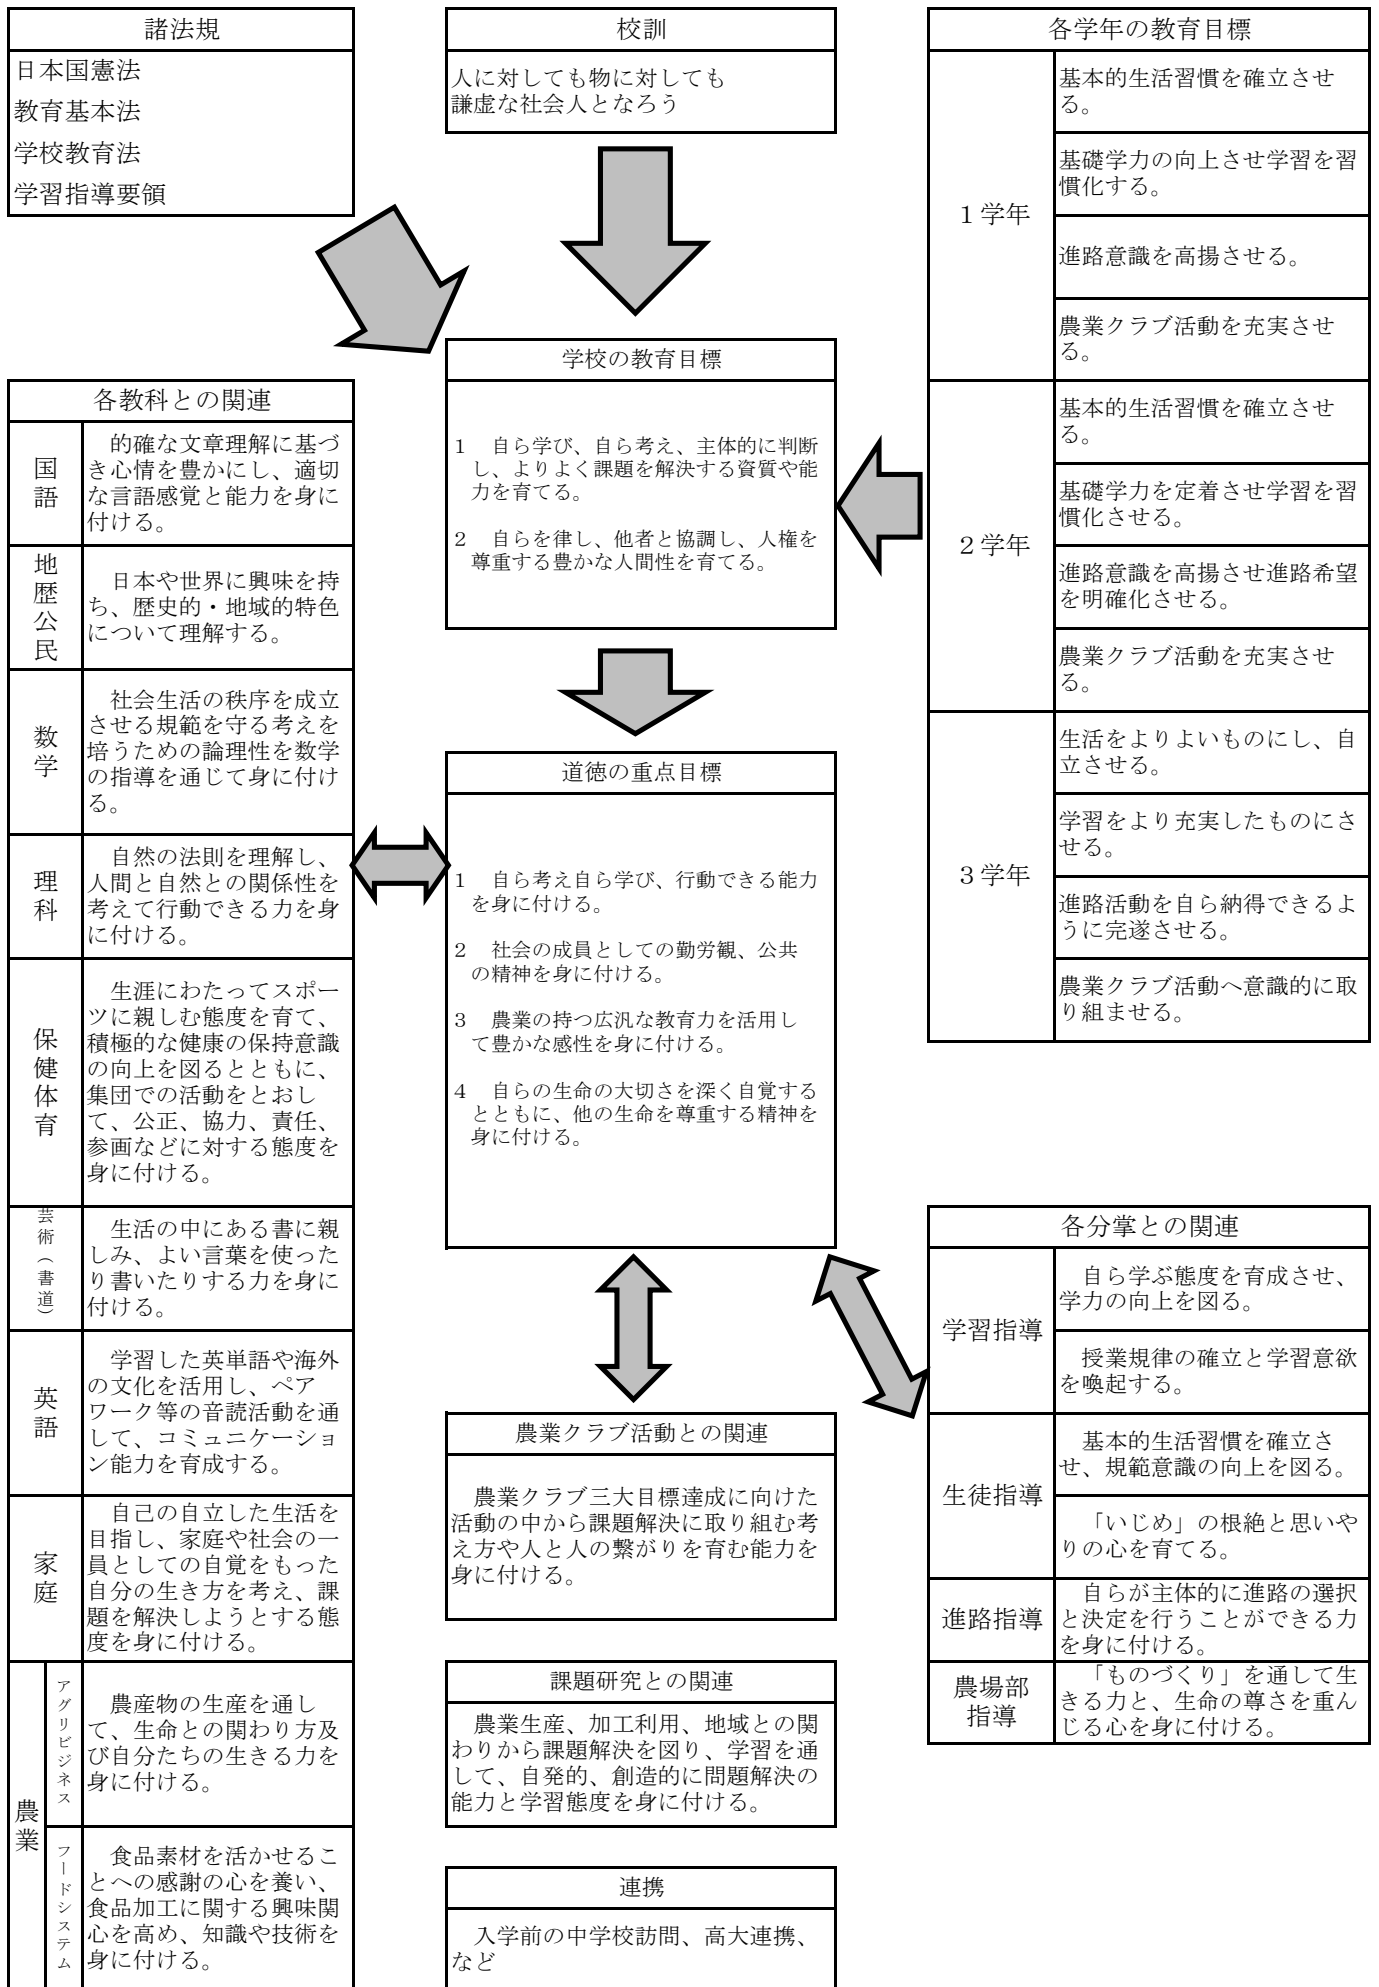 諸法規
日本国憲法
教育基本法
学校教育法
学習指導要領
校訓
人に対しても物に対しても
謙虚な社会人となろう
各学年の教育目標
1学年
基本的生活習慣を確立させ
る。
基礎学力の向上させ学習を習
慣化する。
進路意識を高揚させる。
農業クラブ活動を充実させ
る。
2学年
基本的生活習慣を確立させ
る。
基礎学力を定着させ学習を習
慣化させる。
進路意識を高揚させ進路希望
を明確化させる。
農業クラブ活動を充実させ
る。
3学年
生活をよりよいものにし、自
立させる。
学習をより充実したものにさ
せる。
進路活動を自ら納得できるよ
うに完遂させる。
農業クラブ活動へ意識的に取
り組ませる。
学校の教育目標
1 自ら学び、自ら考え、主体的に判断
し、よりよく課題を解決する資質や能
力を育てる。
2 自らを律し、他者と協調し、人権を
尊重する豊かな人間性を育てる。
各教科との関連
国語
的確な文章理解に基づ
き心情を豊かにし、適切
な言語感覚と能力を身に
付ける。
地歴公民
日本や世界に興味を持
ち、歴史的・地域的特色
について理解する。
数学
社会生活の秩序を成立
させる規範を守る考えを
培うための論理性を数学
の指導を通じて身に付け
る。
理科
自然の法則を理解し、
人間と自然との関係性を
考えて行動できる力を身
に付ける。
保健体育
生涯にわたってスポー
ツに親しむ態度を育て、
積極的な健康の保持意識
の向上を図るとともに、
集団での活動をとおし
て、公正、協力、責任、
参画などに対する態度を
身に付ける。
芸術（書道）
生活の中にある書に親
しみ、よい言葉を使った
り書いたりする力を身に
付ける。
英語
学習した英単語や海外
の文化を活用し、ペア
ワーク等の音読活動を通
して、コミュニケーショ
ン能力を育成する。
家庭
自己の自立した生活を
目指し、家庭や社会の一
員としての自覚をもった
自分の生き方を考え、課
題を解決しようとする態
度を身に付ける。
農業
アグリビジネス
農産物の生産を通し
て、生命との関わり方及
び自分たちの生きる力を
身に付ける。
フードシステム
食品素材を活かせるこ
とへの感謝の心を養い、
食品加工に関する興味関
心を高め、知識や技術を
身に付ける。
道徳の重点目標
1 自ら考え自ら学び、行動できる能力
を身に付ける。
2 社会の成員としての勤労観、公共
の精神を身に付ける。
3 農業の持つ広汎な教育力を活用し
て豊かな感性を身に付ける。
4 自らの生命の大切さを深く自覚する
とともに、他の生命を尊重する精神を
身に付ける。
農業クラブ活動との関連
農業クラブ三大目標達成に向けた
活動の中から課題解決に取り組む考
え方や人と人の繋がりを育む能力を
身に付ける。
課題研究との関連
農業生産、加工利用、地域との関
わりから課題解決を図り、学習を通
して、自発的、創造的に問題解決の
能力と学習態度を身に付ける。
連携
入学前の中学校訪問、高大連携、
など
各分掌との関連
学習指導
自ら学ぶ態度を育成させ、
学力の向上を図る。
授業規律の確立と学習意欲
を喚起する。
生徒指導
基本的生活習慣を確立さ
せ、規範意識の向上を図る。
「いじめ」の根絶と思いや
りの心を育てる。
進路指導
自らが主体的に進路の選択
と決定を行うことができる力
を身に付ける。
農場部
指導
「ものづくり」を通して生
きる力と、生命の尊さを重ん
じる心を身に付ける。